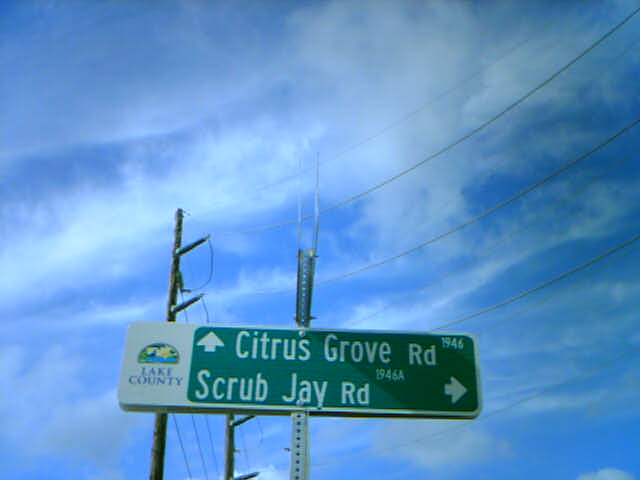 LAKE
COUNTY
Citrus Grove Rd 1946
Scrub Jay Rd 1946A